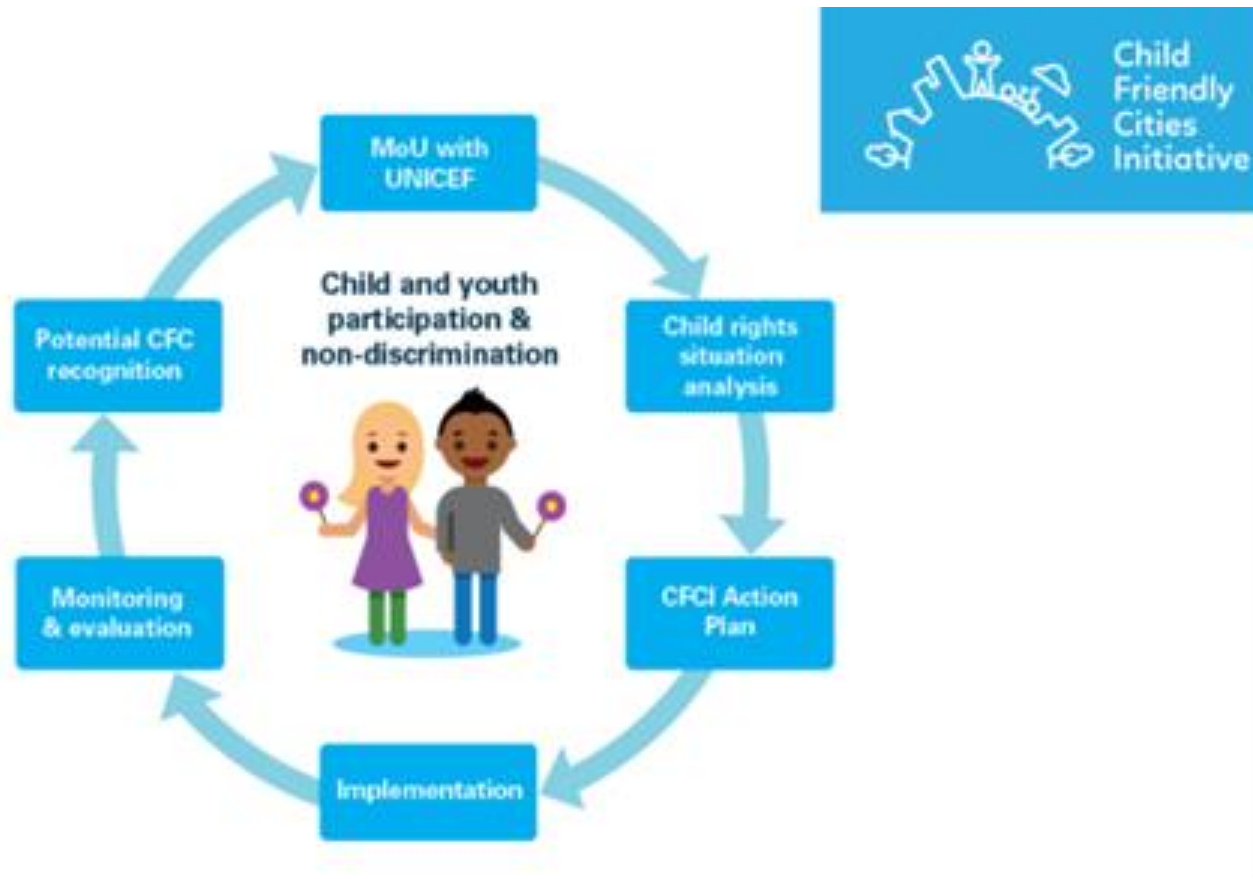 Child
Friendly
Cities
Initiative
MoU with
UNICEF
Child and youth
participation &
non-discrimination
Child rights
situation
analysis
CFCI Action
Plan
Implementation
Monitoring
& evaluation
Potential CFC
recognition